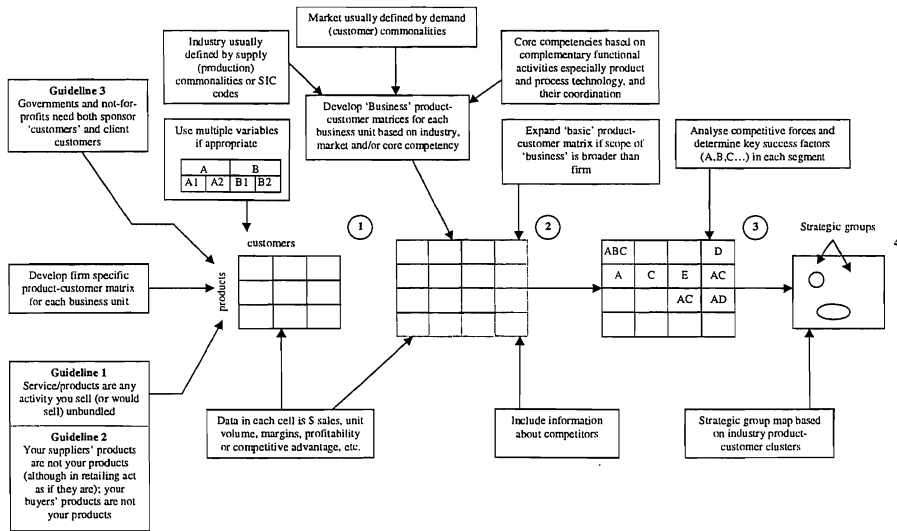 Market usually defined by demand
(customer) commonalities
Industry usually
defined by supply
(production)
commonalities or SIC
codes
Core competencies based on
complementary functional
activities especially product
and process technology, and
their coordination
Guideline 3
Governments and not-for-
profits need both sponsor
'customers' and client
customers
Use multiple variables
if appropriate
A B
A1 A2 B1 B2
Develop 'Business' product-
customer matrices for each
business unit based on industry,
market and/or core competency
Expand 'basic' product-
customer matrix if scope of
'business' is broader than
firm
Analyse competitive forces and
determine key success factors
(A,B,C...) in each segment
1
2
3
4
customers
products
Strategic groups
ABC D
A C E AC
AC AD
Develop firm specific
product-customer matrix
for each business unit
Guideline 1
Service/products are any
activity you sell (or would
sell) unbundled
Guideline 2
Your suppliers' products
are not your products
(although in retailing act
as if they are); your
buyers' products are not
your products
Data in each cell is $ sales, unit
volume, margins, profitability
or competitive advantage, etc.
Include information
about competitors
Strategic group map based
on industry product-
customer clusters